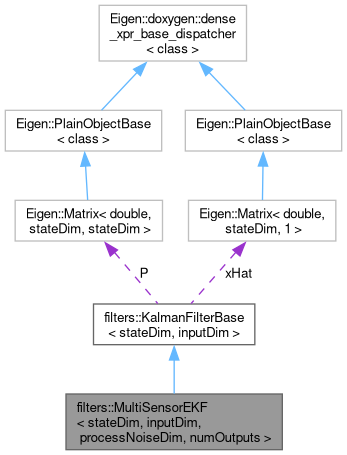 Eigen::doxygen::dense
_xpr_base_dispatcher
< class >
Eigen::PlainObjectBase
< class >
Eigen::PlainObjectBase
< class >
Eigen::Matrix< double,
stateDim, stateDim >
Eigen::Matrix< double,
stateDim, 1 >
P
xHat
filters::KalmanFilterBase
< stateDim, inputDim >
filters::MultiSensorEKF
< stateDim, inputDim,
processNoiseDim, numOutputs >